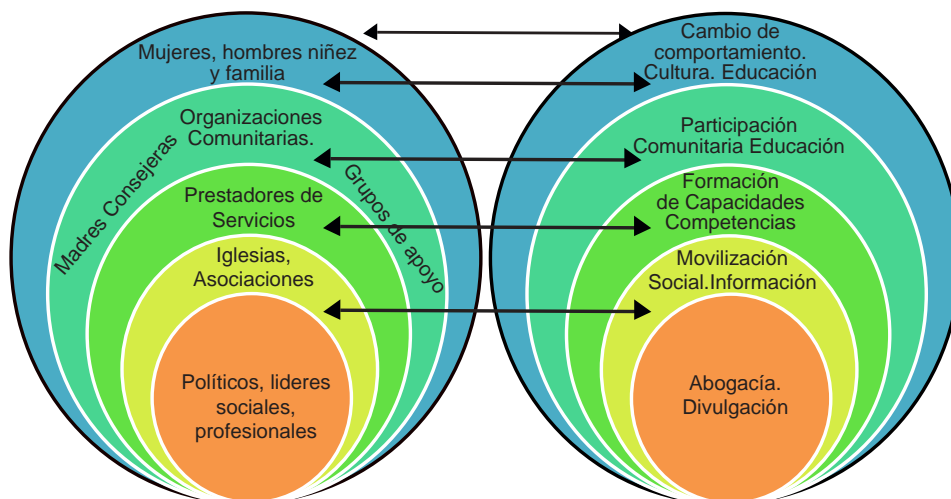 Mujeres, hombres niñez
y familia
Organizaciones
Comunitarias.
Madres Consejeras
Grupos de apoyo
Prestadores de
Servicios
Iglesias,
Asociaciones
Políticos, lideres
sociales,
profesionales
Cambio de
comportamiento.
Cultura. Educación
Participación
Comunitaria Educación
Formación
de Capacidades
Competencias
Movilización
Social.Información
Abogacía.
Divulgación